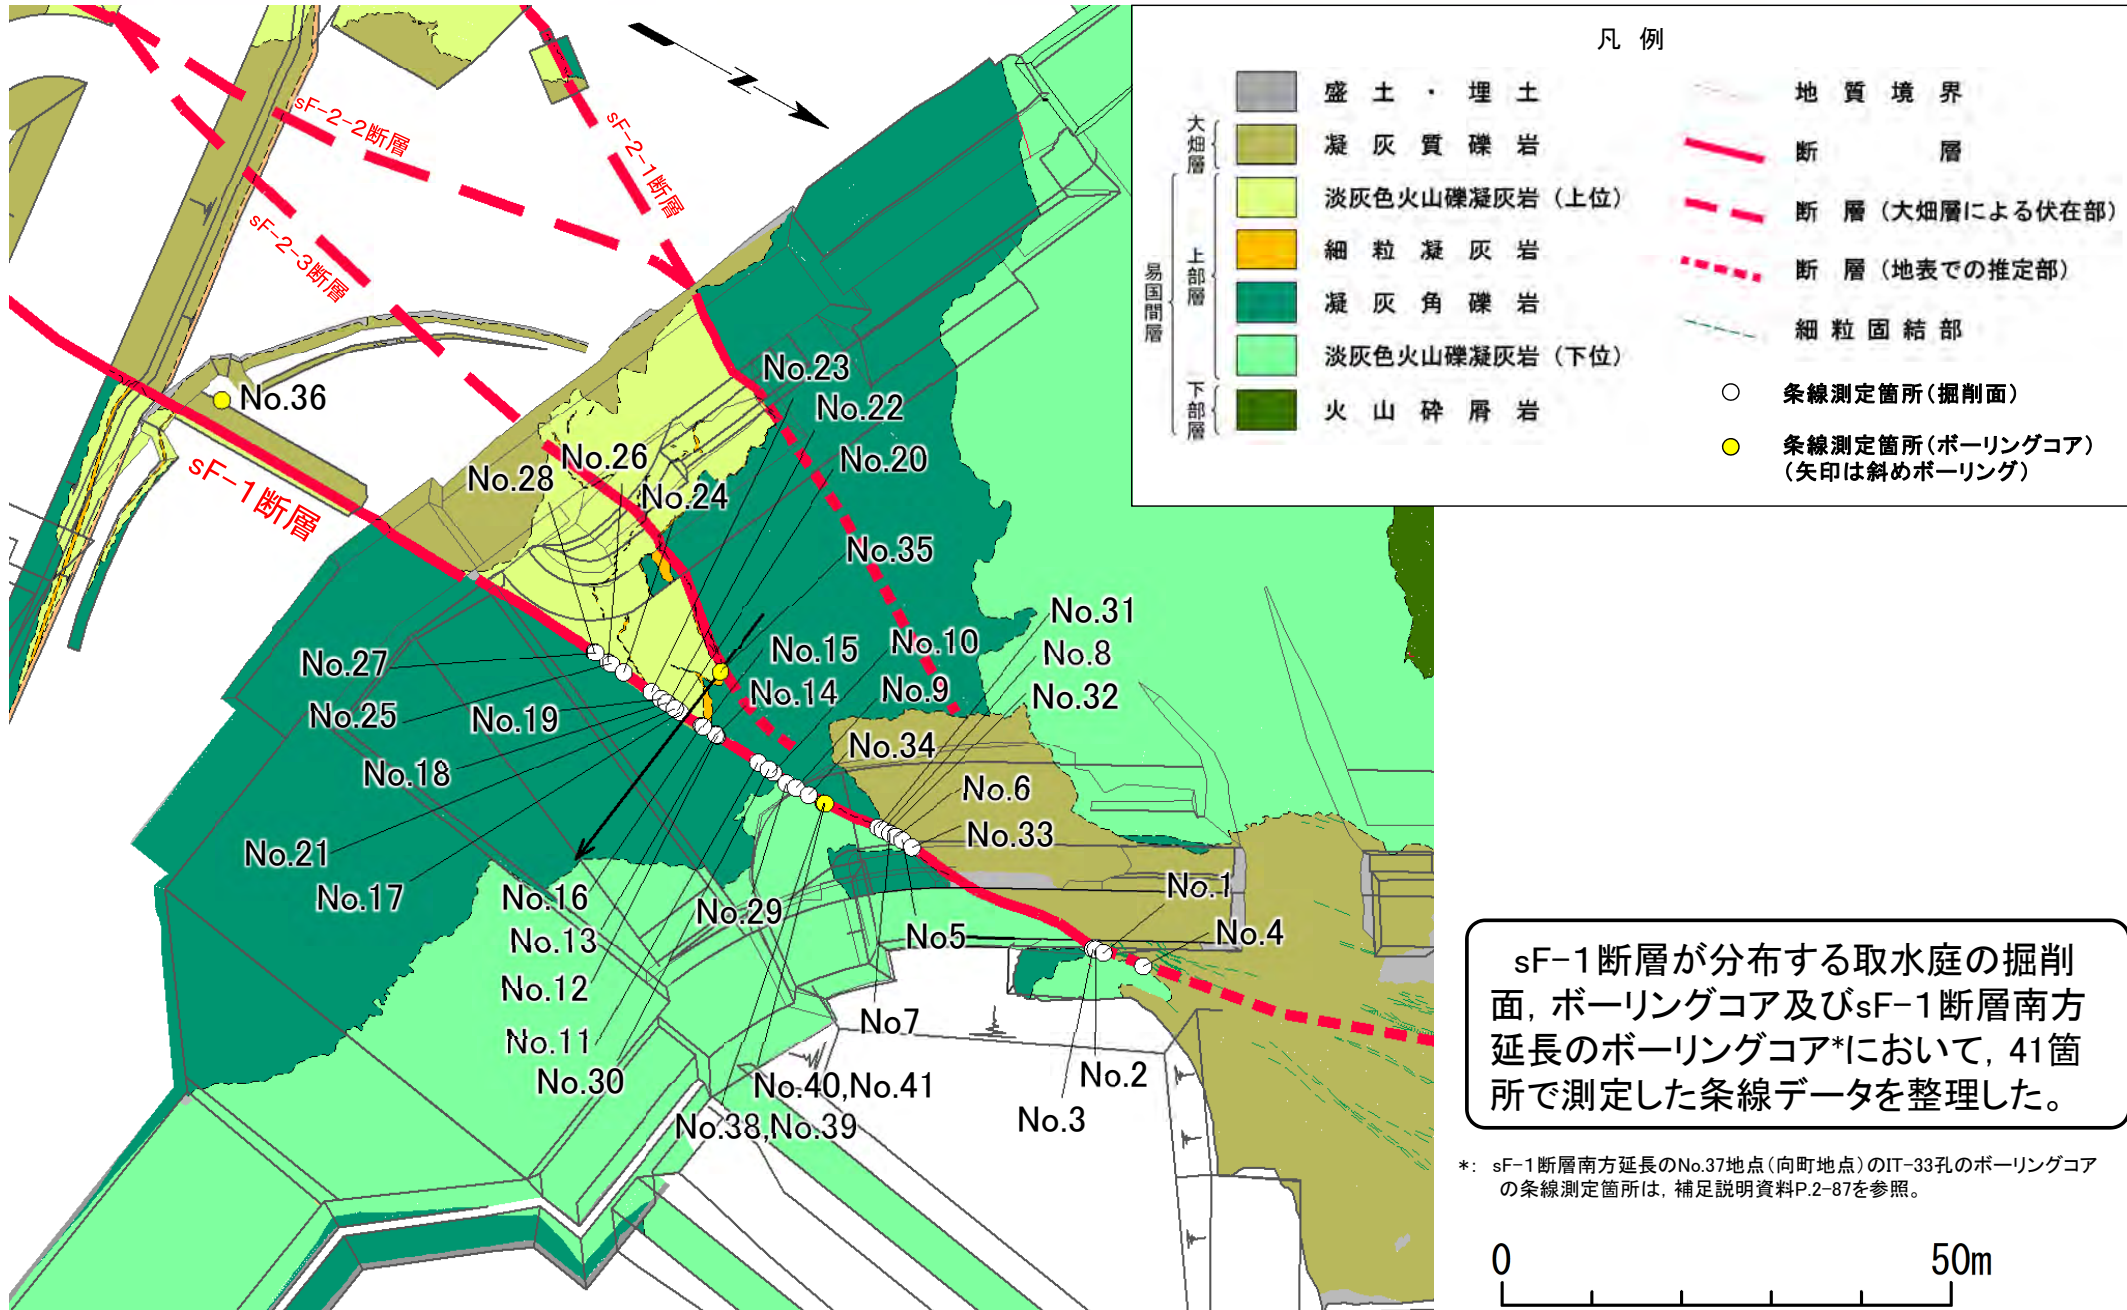 凡 例
盛土・埋土
大畑層
凝灰質礫岩
易国間層
上部層
淡灰色火山礫凝灰岩（上位）
細粒凝灰岩
凝灰角礫岩
淡灰色火山礫凝灰岩（下位）
下部層
火山砕屑岩
地質境界
断層
断層（大畑層による伏在部）
断層（地表での推定部）
細粒固結部
条線測定箇所（掘削面）
条線測定箇所（ボーリングコア）
（矢印は斜めボーリング）
N
sF-2-2断層
sF-2-1断層
sF-2-3断層
sF-1断層
No.36
No.23
No.22
No.20
No.26
No.28
No.24
No.35
No.31
No.8
No.32
No.10
No.15
No.9
No.14
No.27
No.25
No.19
No.18
No.34
No.6
No.33
No.21
No.17
No.16
No.29
No.13
No5
No.1
No.4
No.12
No7
No.11
No.30
No.40,No.41
No.2
No.38,No.39
No.3
sF-1断層が分布する取水庭の掘削
面，ボーリングコア及びsF-1断層南方
延長のボーリングコア*において，41箇
所で測定した条線データを整理した。
*： sF-1断層南方延長のNo.37地点（向町地点）のIT-33孔のボーリングコア
の条線測定箇所は，補足説明資料P.2-87を参照。
0 50m